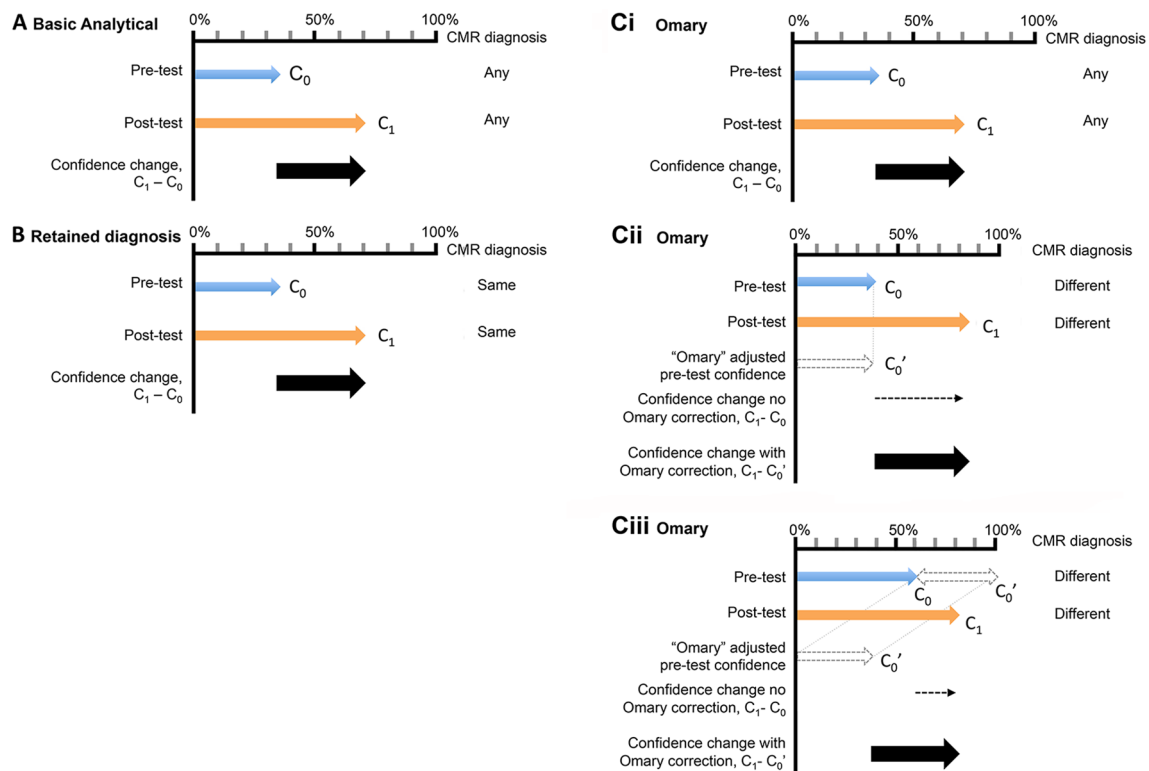 A Basic Analytical
0% 50% 100%
CMR diagnosis
Pre-test C₀ Any
Post-test C₁ Any
Confidence change,
C₁ – C₀
B Retained diagnosis
0% 50% 100%
CMR diagnosis
Pre-test C₀ Same
Post-test C₁ Same
Confidence change,
C₁ – C₀
Ci Omary
0% 50% 100%
CMR diagnosis
Pre-test C₀ Any
Post-test C₁ Any
Confidence change,
C₁ – C₀
Cii Omary
0% 50% 100%
CMR diagnosis
Pre-test C₀ Different
Post-test C₁ Different
“Omary” adjusted
pre-test confidence C₀’
Confidence change no
Omary correction, C₁- C₀
Confidence change with
Omary correction, C₁- C₀’
Ciii Omary
0% 50% 100%
CMR diagnosis
Pre-test C₀ C₀’ Different
Post-test C₁ Different
“Omary” adjusted
pre-test confidence C₀’
Confidence change no
Omary correction, C₁- C₀
Confidence change with
Omary correction, C₁- C₀’